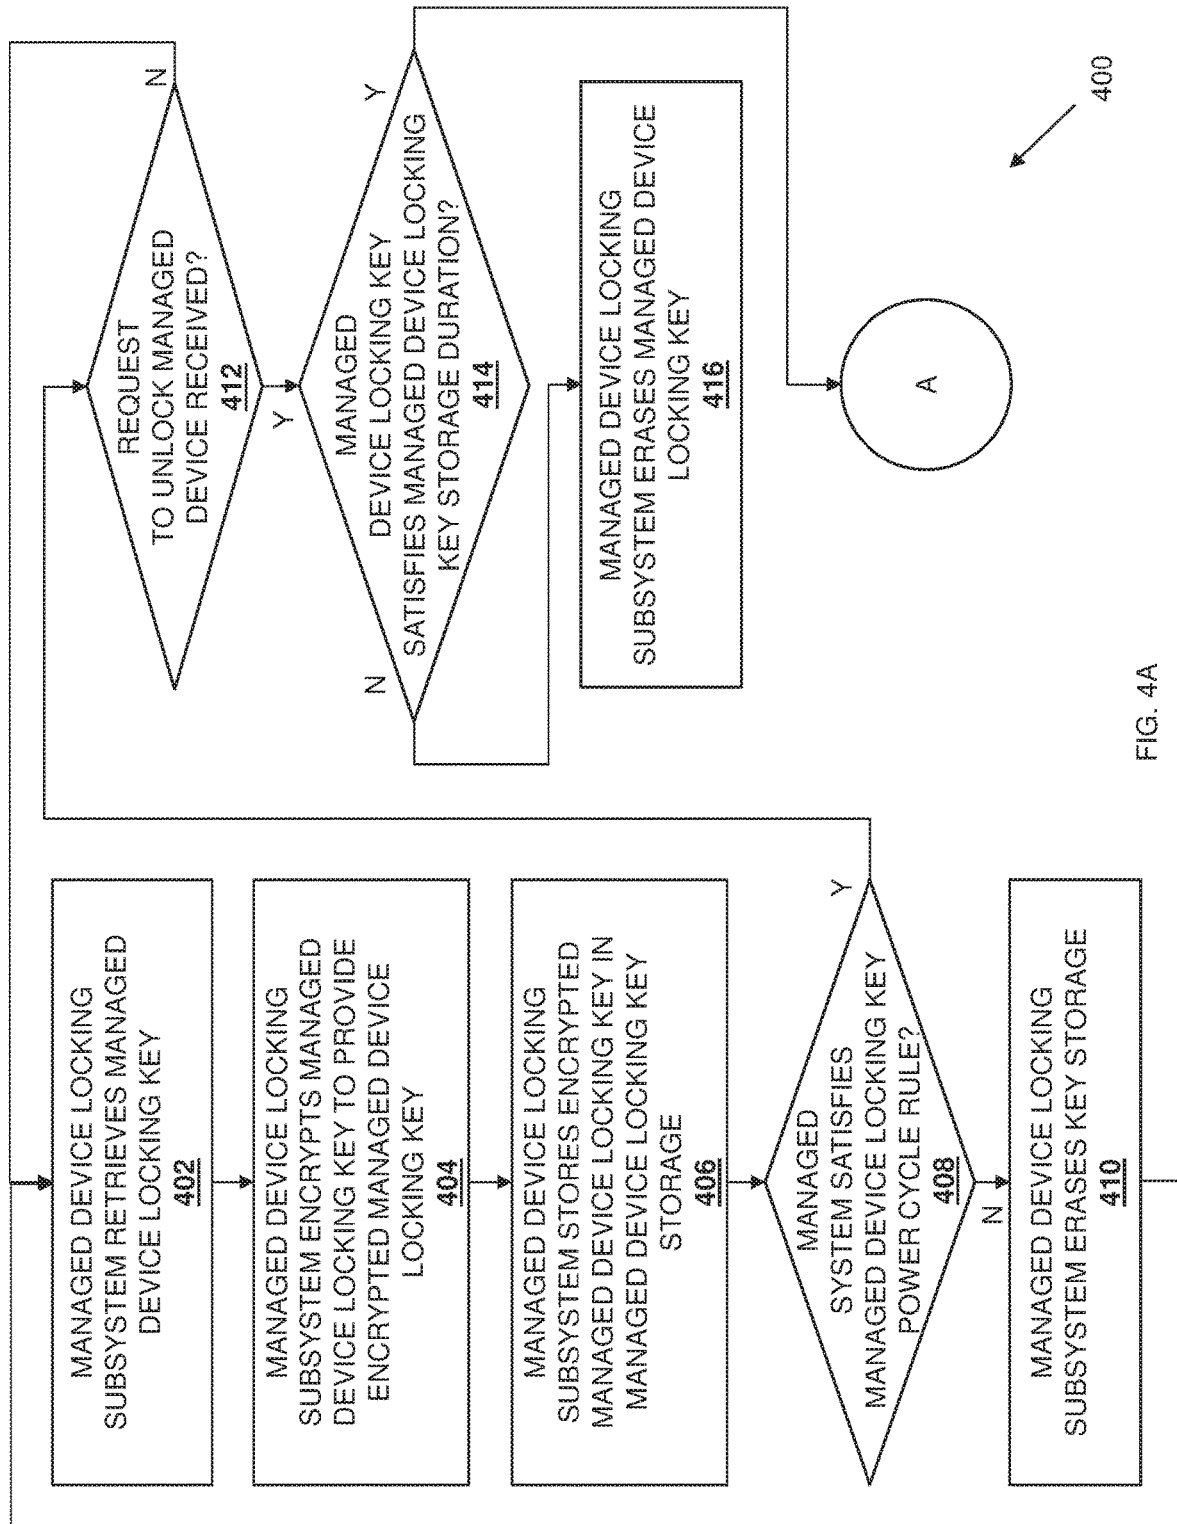 MANAGED DEVICE LOCKING
SUBSYSTEM RETRIEVES MANAGED
DEVICE LOCKING KEY
402
MANAGED DEVICE LOCKING
SUBSYSTEM ENCRYPTS MANAGED
DEVICE LOCKING KEY TO PROVIDE
ENCRYPTED MANAGED DEVICE
LOCKING KEY
404
MANAGED DEVICE LOCKING
SUBSYSTEM STORES ENCRYPTED
MANAGED DEVICE LOCKING KEY IN
MANAGED DEVICE LOCKING KEY
STORAGE
406
MANAGED
SYSTEM SATISFIES
MANAGED DEVICE LOCKING KEY
POWER CYCLE RULE?
408
Y
N
MANAGED DEVICE LOCKING
SUBSYSTEM ERASES KEY STORAGE
410
REQUEST
TO UNLOCK MANAGED
DEVICE RECEIVED?
412
N
Y
MANAGED
DEVICE LOCKING KEY
SATISFIES MANAGED DEVICE LOCKING
KEY STORAGE DURATION?
414
N
Y
MANAGED DEVICE LOCKING
SUBSYSTEM ERASES MANAGED DEVICE
LOCKING KEY
416
A
400
FIG. 4A